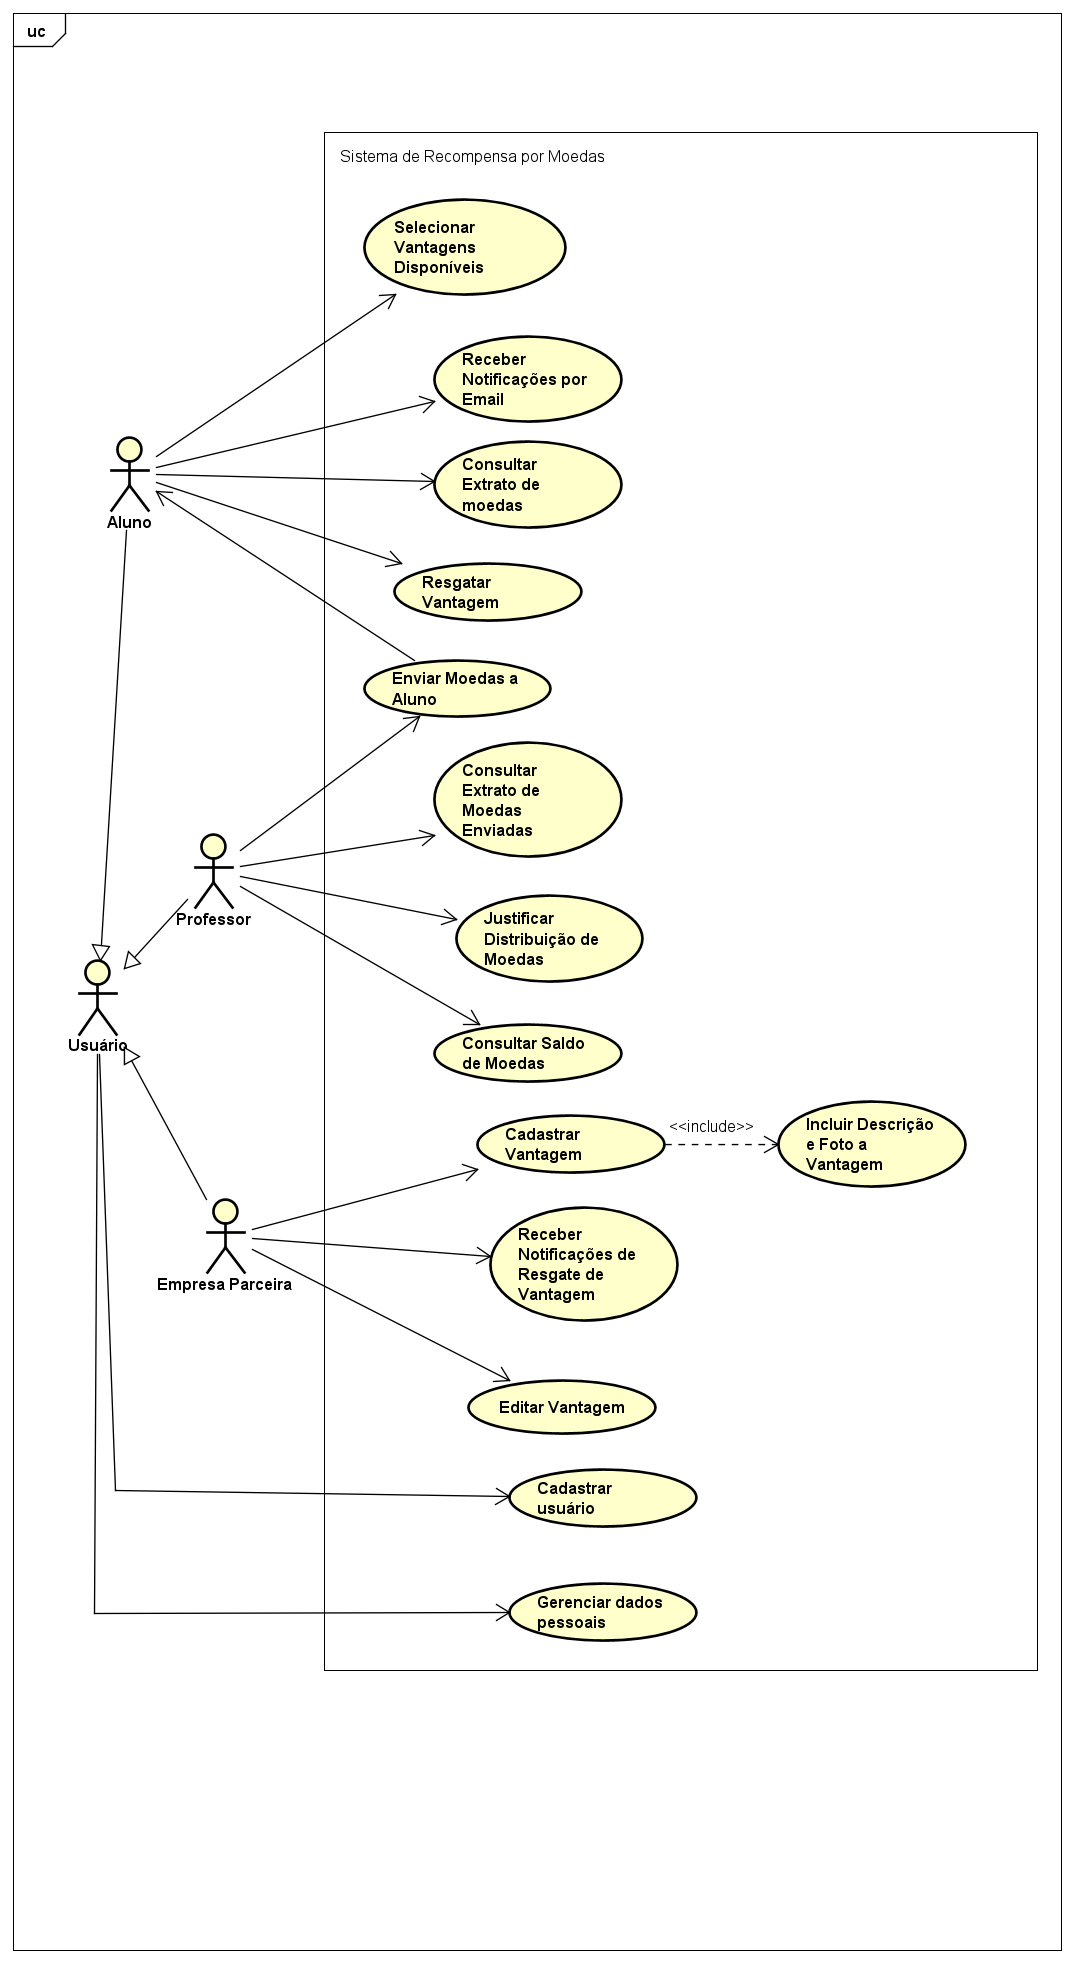 uc
Sistema de Recompensa por Moedas
Selecionar
Vantagens
Disponíveis
Receber
Notificações por
Email
Consultar
Extrato de
moedas
Aluno
Resgatar
Vantagem
Enviar Moedas a
Aluno
Consultar
Extrato de
Moedas
Enviadas
Professor
Justificar
Distribuição de
Moedas
Usuário
Consultar Saldo
de Moedas
Cadastrar
Vantagem
<<include>>
Incluir Descrição
e Foto a
Vantagem
Receber
Notificações de
Resgate de
Vantagem
Empresa Parceira
Editar Vantagem
Cadastrar
usuário
Gerenciar dados
pessoais